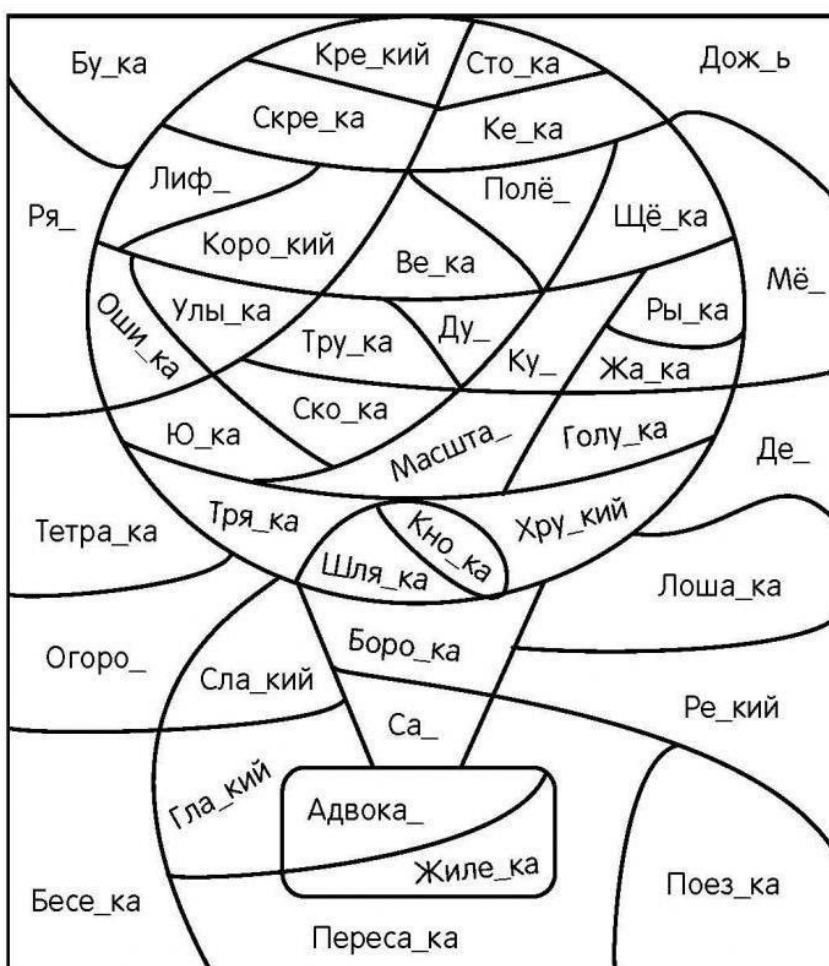 Бу_ка
Кре_кий
Сто_ка
Дож_ь
Скре_ка
Ке_ка
Лиф_
Полё_
Ря_
Щё_ка
Коро_кий
Ве_ка
Мё_
Оши_ка
Улы_ка
Тру_ка
Ду_
Ку_
Ры_ка
Жа_ка
Ю_ка
Ско_ка
Масшта_
Голу_ка
Де_
Тетра_ка
Тря_ка
Кно_ка
Хру_кий
Шля_ка
Лоша_ка
Огоро_
Сла_кий
Боро_ка
Са_
Ре_кий
Гла_кий
Адвока_
Жиле_ка
Бесе_ка
Поез_ка
Переса_ка